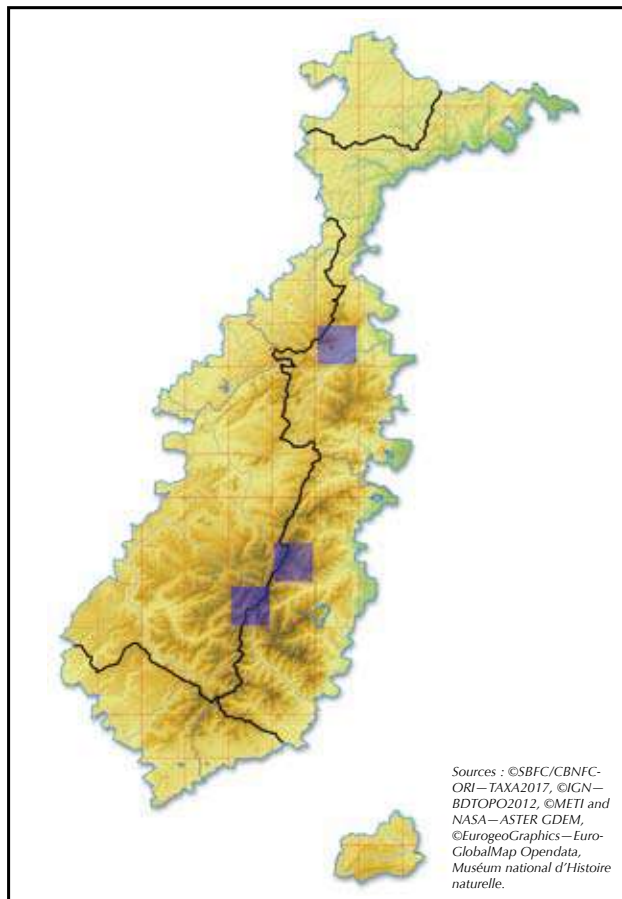 Sources : ©SBFC/CBNFC-
ORI—TAXA2017, ©IGN—
BDTOPO2012, ©METI and
NASA—ASTER GDEM,
©EurogeoGraphics—Euro-
GlobalMap Opendata,
Muséum national d'Histoire
naturelle.